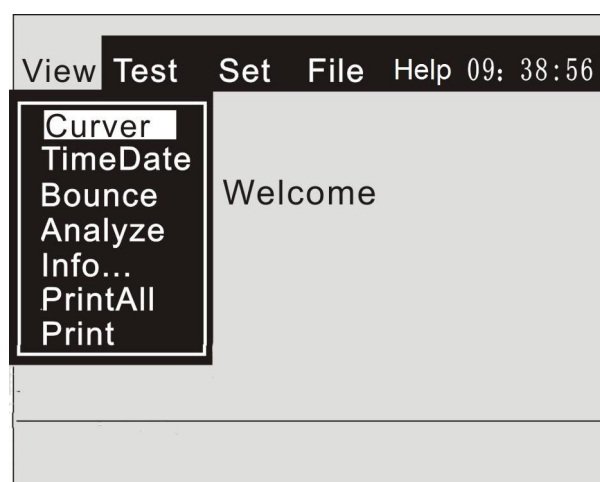 View Test Set File Help 09: 38:56
Curver
TimeDate
Bounce
Welcome
Analyze
Info...
PrintAll
Print